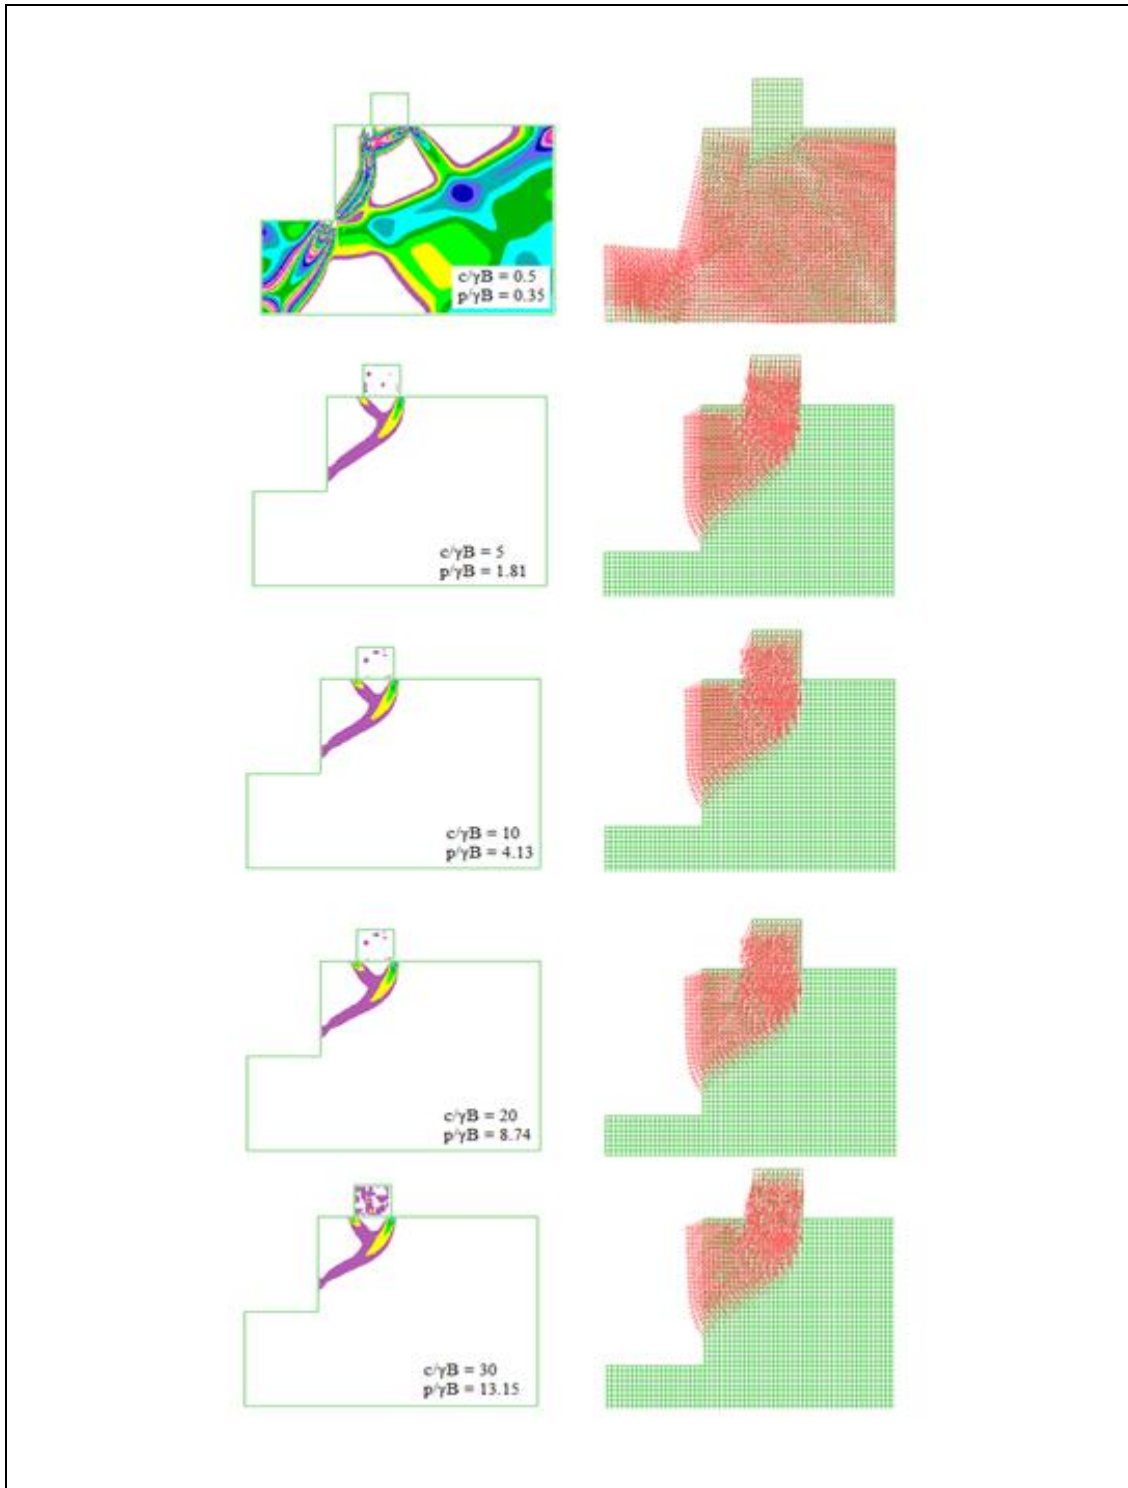 c/γB = 0.5
p/γB = 0.35
c/γB = 5
p/γB = 1.81
c/γB = 10
p/γB = 4.13
c/γB = 20
p/γB = 8.74
c/γB = 30
p/γB = 13.15